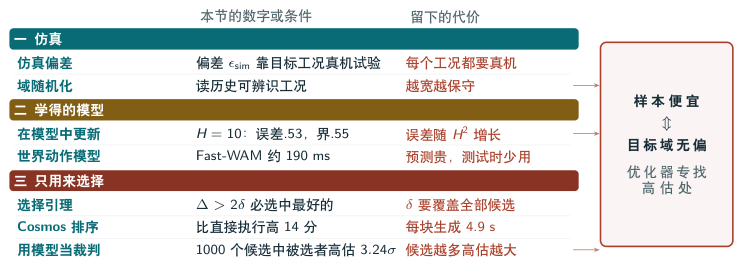 本节的数字或条件 留下的代价
一 仿真
仿真偏差 偏差 ϵsim 靠目标工况真机试验 每个工况都要真机
域随机化 读历史可辨识工况 越宽越保守
二 学得的模型
在模型中更新 H = 10：误差.53，界.55 误差随 H² 增长
世界动作模型 Fast-WAM 约 190 ms 预测贵，测试时少用
三 只用来选择
选择引理 Δ > 2δ 必选中最好的 δ 要覆盖全部候选
Cosmos 排序 比直接执行高 14 分 每块生成 4.9 s
用模型当裁判 1000 个候选中被选者高估 3.24σ 候选越多高估越大
样本便宜
⇕
目标域无偏
优化器专找
高估处